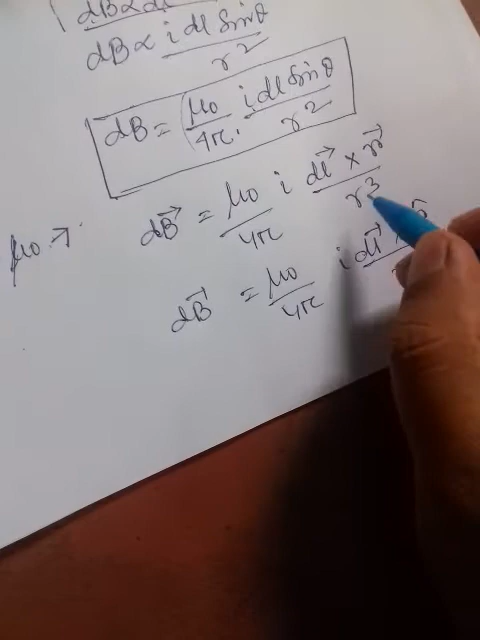 dB ∝ i dl Sinθ / r²
dB = μ₀/4π · i dl Sinθ / r²
μ₀ → dB⃗ = μ₀/4π i dl⃗ × r⃗ / r³
dB⃗ = μ₀/4π i dl⃗ ×